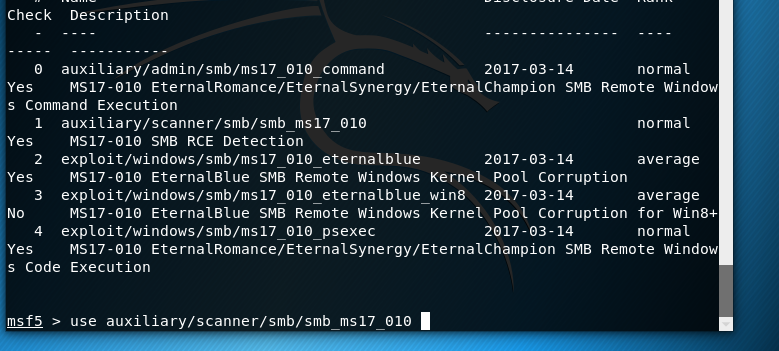 #  Name                                            Disclosure Date  Rank
Check  Description
   -  ----                                            ---------------  ----
-----  -----------
   0  auxiliary/admin/smb/ms17_010_command           2017-03-14       normal
Yes    MS17-010 EternalRomance/EternalSynergy/EternalChampion SMB Remote Window
s Command Execution
   1  auxiliary/scanner/smb/smb_ms17_010                              normal
Yes    MS17-010 SMB RCE Detection
   2  exploit/windows/smb/ms17_010_eternalblue       2017-03-14       average
Yes    MS17-010 EternalBlue SMB Remote Windows Kernel Pool Corruption
   3  exploit/windows/smb/ms17_010_eternalblue_win8  2017-03-14       average
No     MS17-010 EternalBlue SMB Remote Windows Kernel Pool Corruption for Win8+
   4  exploit/windows/smb/ms17_010_psexec            2017-03-14       normal
Yes    MS17-010 EternalRomance/EternalSynergy/EternalChampion SMB Remote Window
s Code Execution
msf5 > use auxiliary/scanner/smb/smb_ms17_010